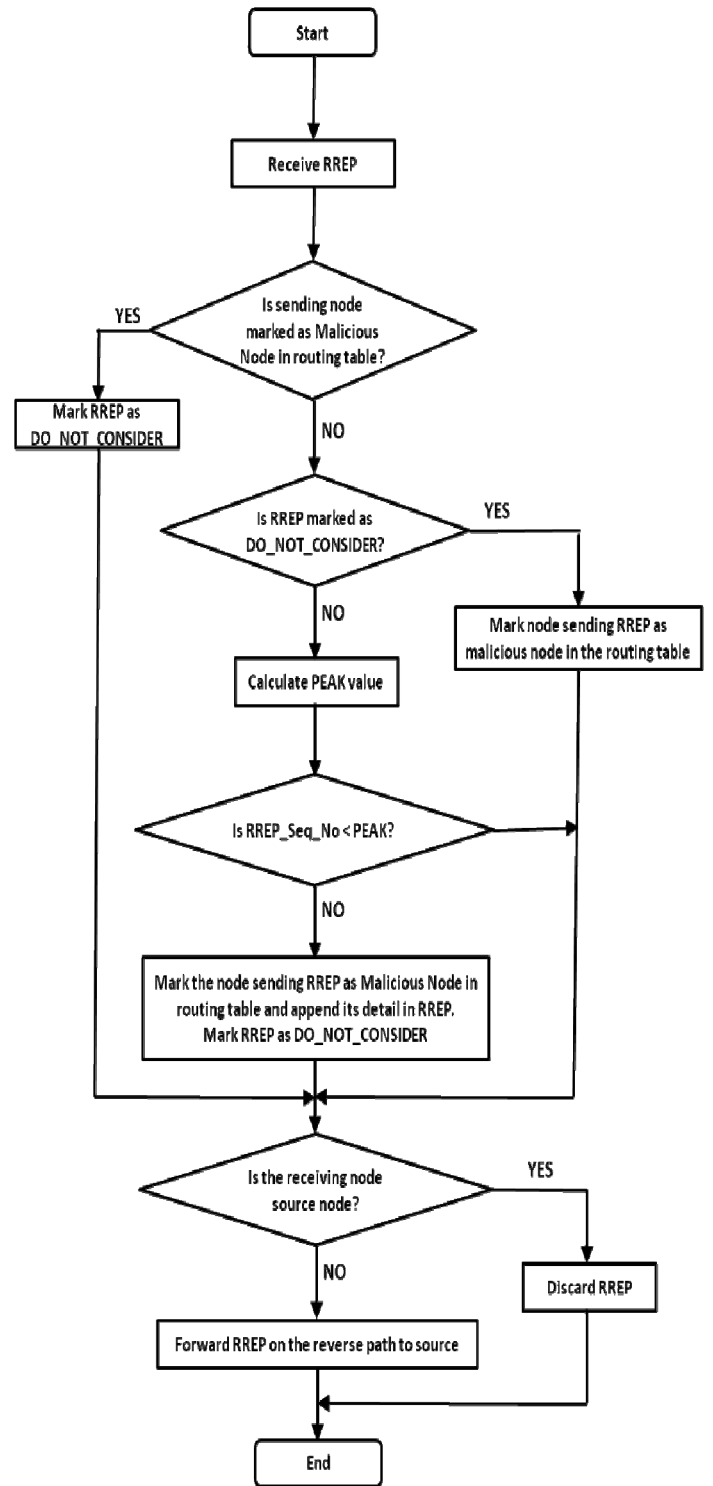 Start
Receive RREP
Is sending node
marked as Malicious
Node in routing table?
YES
Mark RREP as
DO_NOT_CONSIDER
NO
Is RREP marked as
DO_NOT_CONSIDER?
YES
Mark node sending RREP as
malicious node in the routing table
NO
Calculate PEAK value
Is RREP_Seq_No < PEAK?
NO
Mark the node sending RREP as Malicious Node in
routing table and append its detail in RREP.
Mark RREP as DO_NOT_CONSIDER
Is the receiving node
source node?
YES
NO
Discard RREP
Forward RREP on the reverse path to source
End